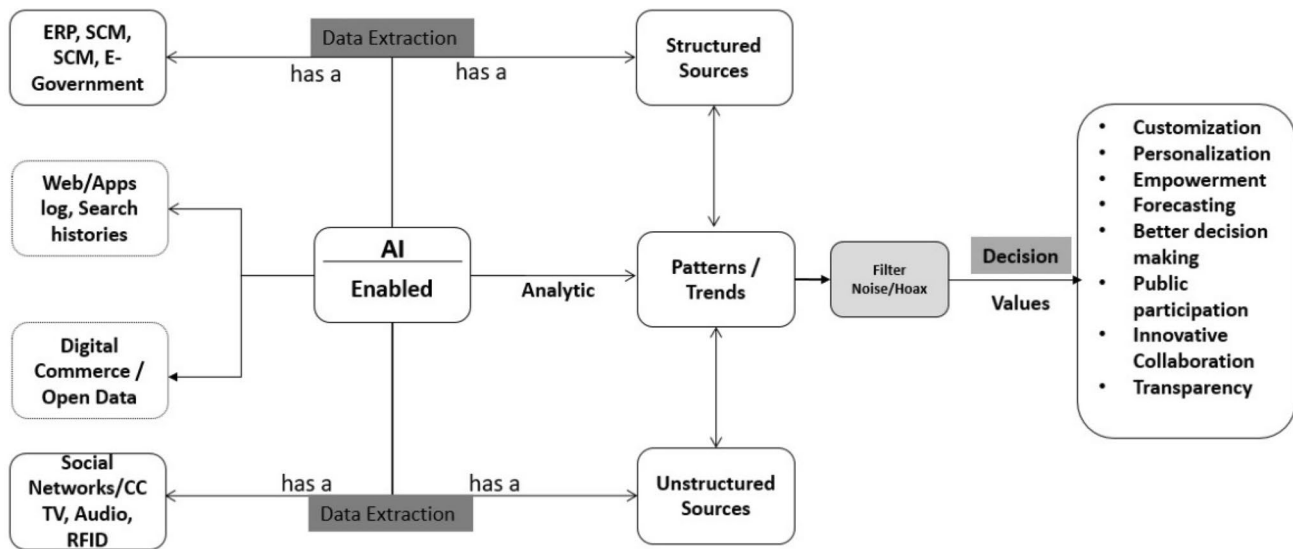 ERP, SCM,
SCM, E-
Government
Data Extraction
has a
has a
Structured
Sources
Web/Apps
log, Search
histories
AI
Enabled
Analytic
Patterns /
Trends
Filter
Noise/Hoax
Decision
Values
• Customization
• Personalization
• Empowerment
• Forecasting
• Better decision
making
• Public
participation
• Innovative
Collaboration
• Transparency
Digital
Commerce /
Open Data
Social
Networks/CC
TV, Audio,
RFID
has a
has a
Data Extraction
Unstructured
Sources